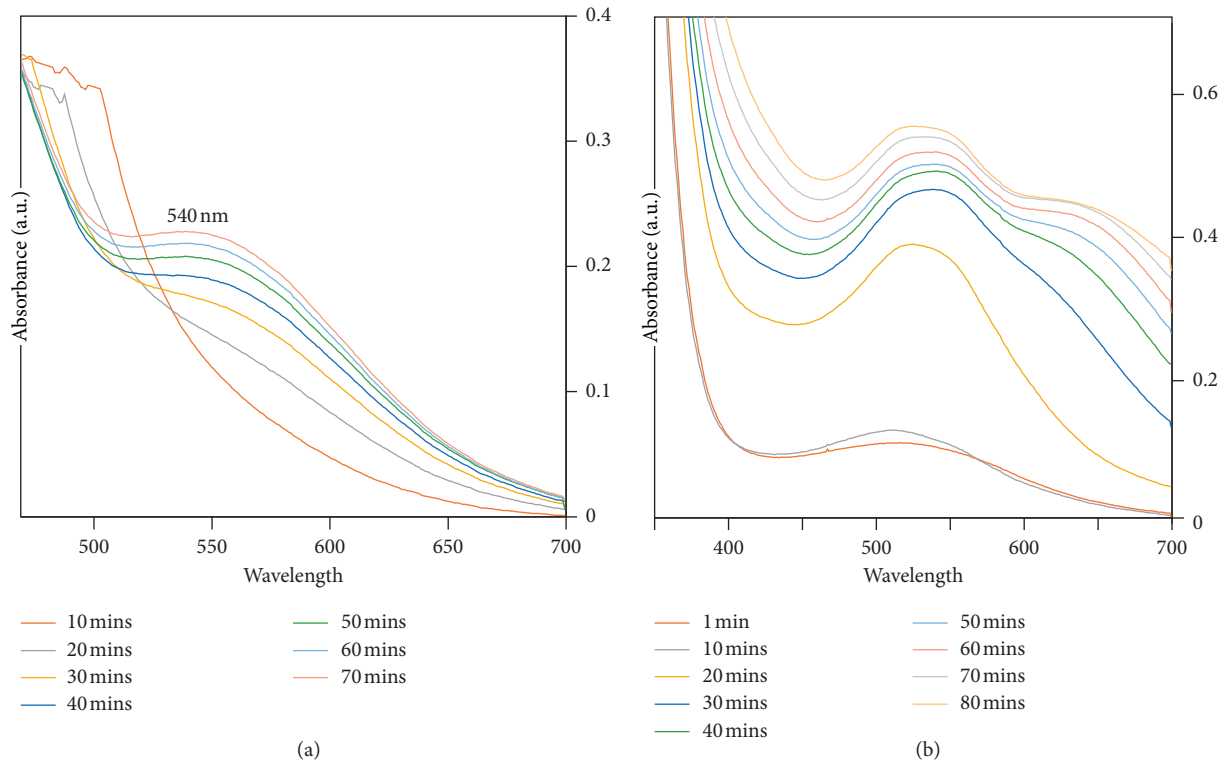 0.4
0.3
0.2
0.1
0
Absorbance (a.u.)
540 nm
500 550 600 650 700
Wavelength
10 mins
20 mins
30 mins
40 mins
50 mins
60 mins
70 mins
(a)
0.6
0.4
0.2
0
Absorbance (a.u.)
400 500 600 700
Wavelength
1 min
10 mins
20 mins
30 mins
40 mins
50 mins
60 mins
70 mins
80 mins
(b)